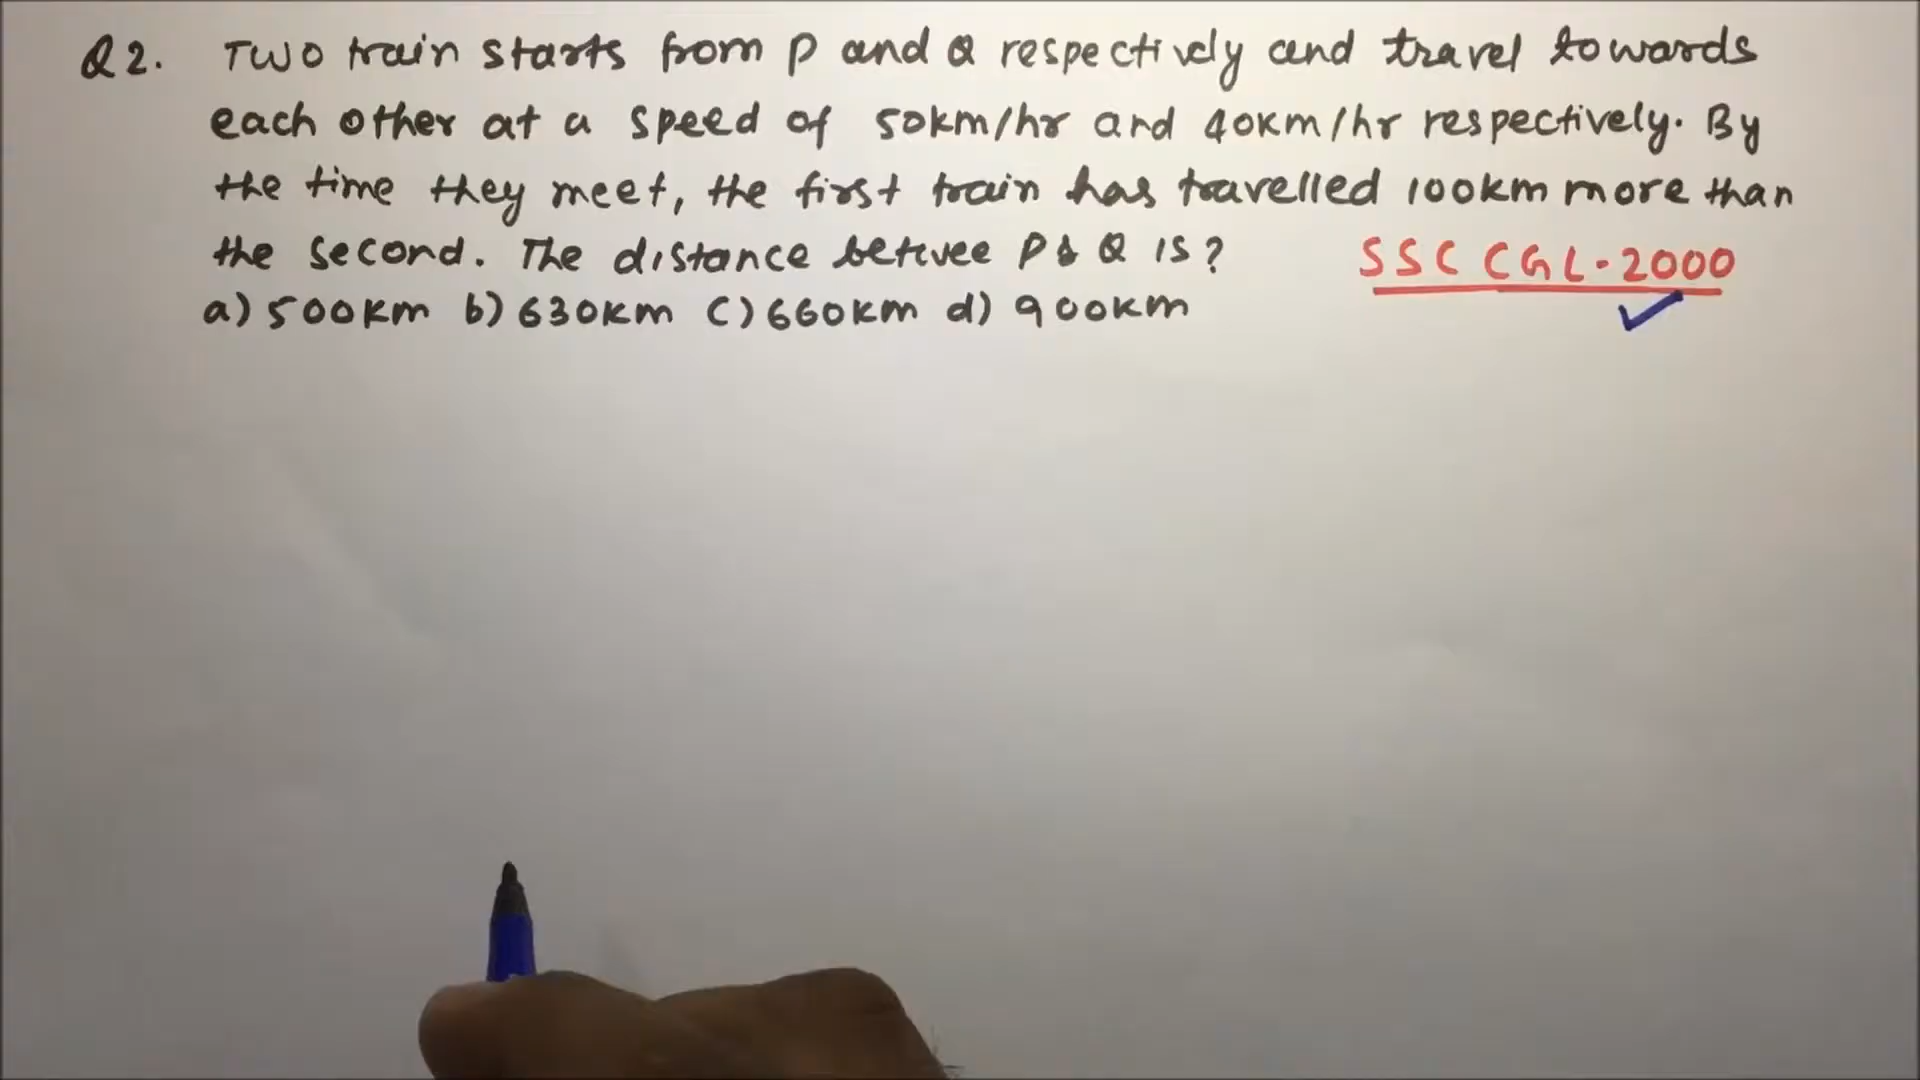 Q2. Two train starts from P and Q respectively and travel towards
each other at a speed of 50km/hr and 40km/hr respectively. By
the time they meet, the first train has travelled 100km more than
the second. The distance betwee P & Q is?
SSC CGL-2000
a) 500km b) 630km c) 660km d) 900km